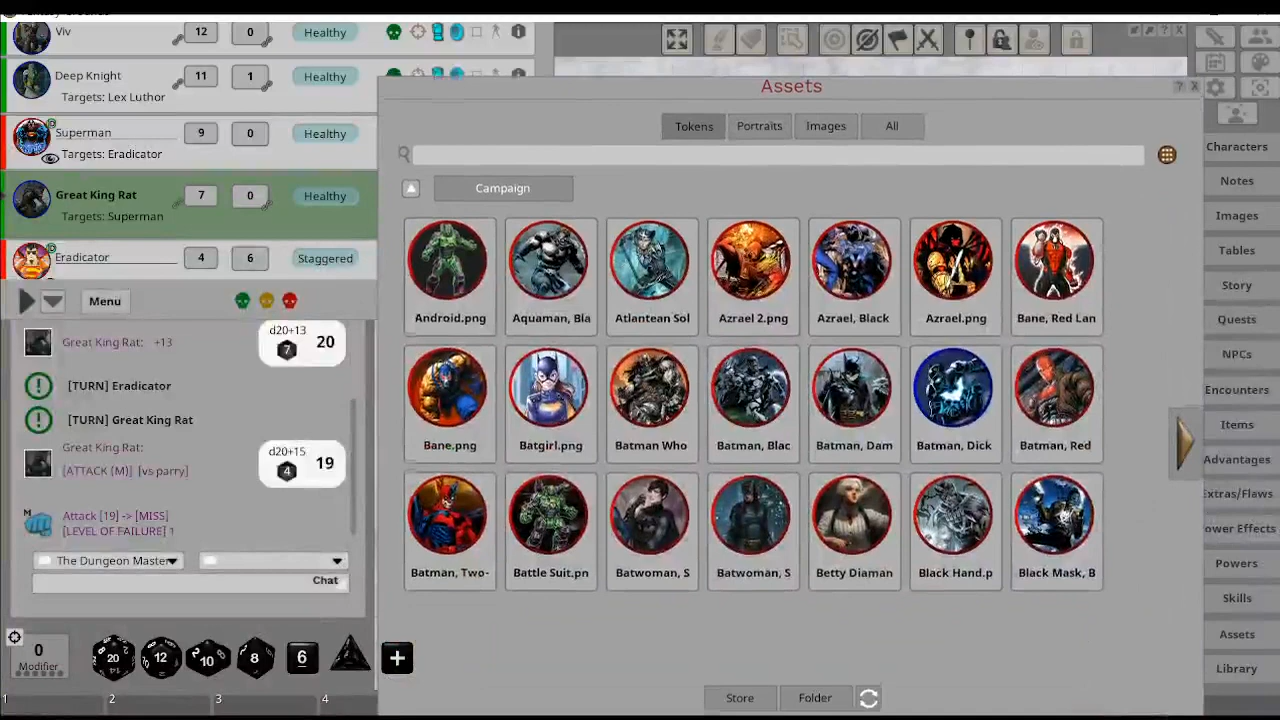 Viv 12 0 Healthy
Deep Knight 11 1 Healthy
Targets: Lex Luthor
Superman 9 0 Healthy
Targets: Eradicator
Great King Rat 7 0 Healthy
Targets: Superman
Eradicator 4 6 Staggered
Menu
Great King Rat: +13
d20+13
7 20
[TURN] Eradicator
[TURN] Great King Rat
Great King Rat:
[ATTACK (M)] [vs parry]
d20+15
4 19
M
Attack [19] -> [MISS]
[LEVEL OF FAILURE] 1
The Dungeon Master
Chat
0
Modifier
20 12 10 8 6 +
1 2 3 4
Assets
? X
Tokens Portraits Images All
Campaign
Android.png Aquaman, Bla Atlantean Sol Azrael 2.png Azrael, Black Azrael.png Bane, Red Lan
Bane.png Batgirl.png Batman Who Batman, Blac Batman, Dam Batman, Dick Batman, Red
Batman, Two- Battle Suit.pn Batwoman, S Batwoman, S Betty Diaman Black Hand.p Black Mask, B
Store Folder
Characters
Notes
Images
Tables
Story
Quests
NPCs
Encounters
Items
Advantages
Extras/Flaws
Power Effects
Powers
Skills
Assets
Library